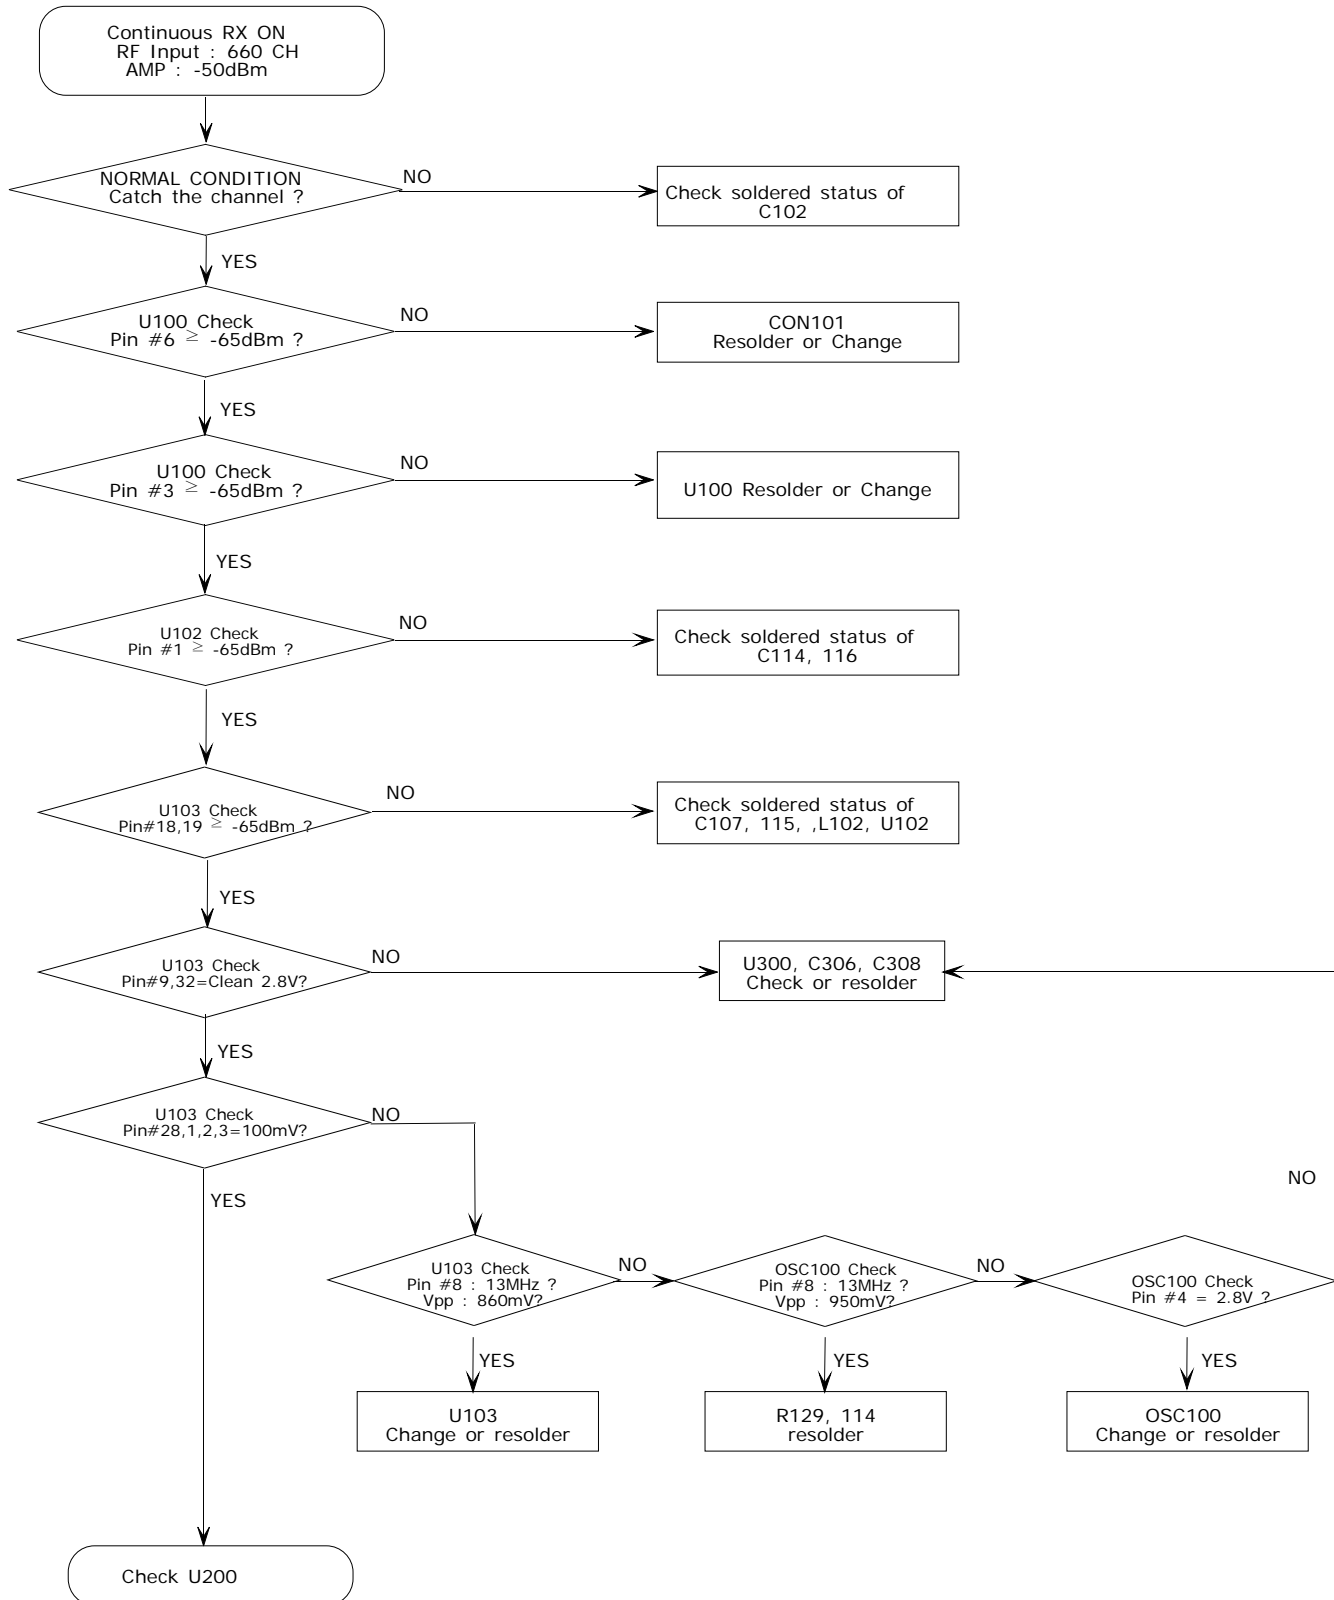 Continuous RX ON
RF Input : 660 CH
AMP : -50dBm
NORMAL CONDITION
Catch the channel ?
NO
Check soldered status of
C102
YES
U100 Check
Pin #6 ≥ -65dBm ?
NO
CON101
Resolder or Change
YES
U100 Check
Pin #3 ≥ -65dBm ?
NO
U100 Resolder or Change
YES
U102 Check
Pin #1 ≥ -65dBm ?
NO
Check soldered status of
C114, 116
YES
U103 Check
Pin#18,19 ≥ -65dBm ?
NO
Check soldered status of
C107, 115, ,L102, U102
YES
U103 Check
Pin#9,32=Clean 2.8V?
NO
U300, C306, C308
Check or resolder
YES
U103 Check
Pin#28,1,2,3=100mV?
NO
YES
NO
U103 Check
Pin #8 : 13MHz ?
Vpp : 860mV?
NO
OSC100 Check
Pin #8 : 13MHz ?
Vpp : 950mV?
NO
OSC100 Check
Pin #4 = 2.8V ?
YES
YES
YES
U103
Change or resolder
R129, 114
resolder
OSC100
Change or resolder
Check U200